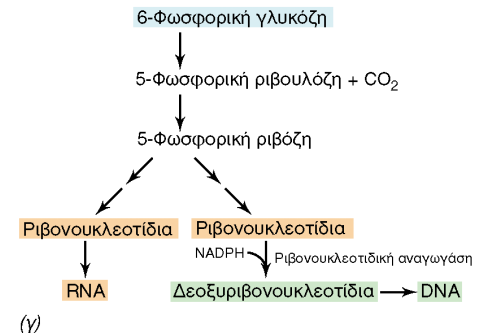 6-Φωσφορική γλυκόζη
5-Φωσφορική ριβουλόζη + CO₂
5-Φωσφορική ριβόζη
Ριβονουκλεοτίδια Ριβονουκλεοτίδια
NADPH Ριβονουκλεοτιδική αναγωγάση
RNA Δεοξυριβονουκλεοτίδια DNA
(γ)